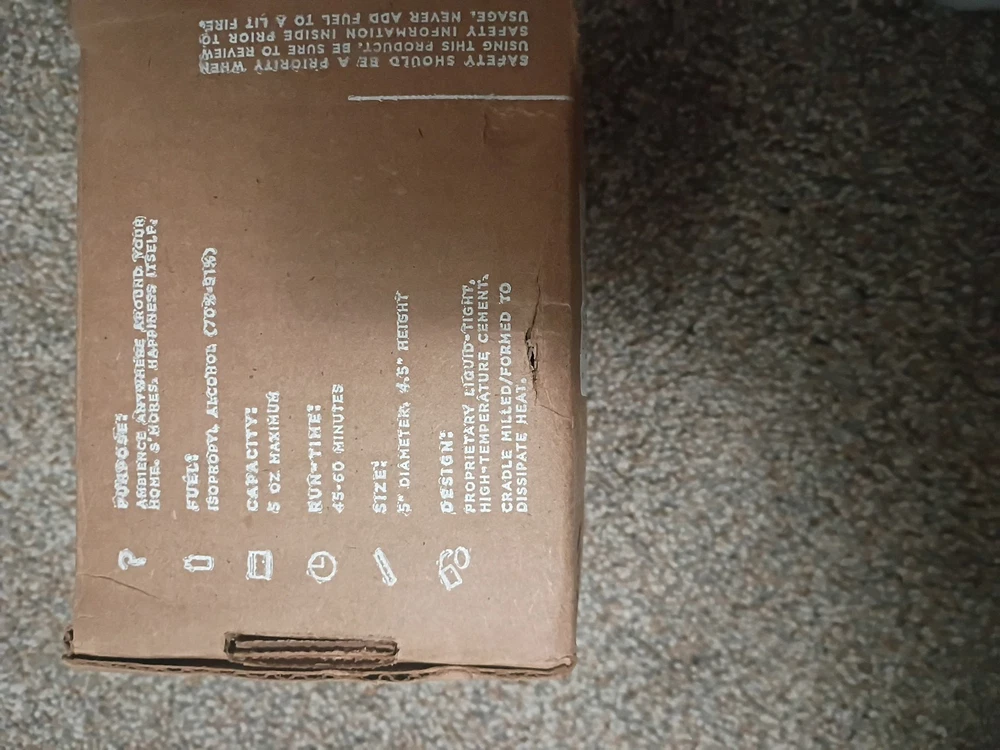 PURPOSE:
AMBIENCE ANYWHERE AROUND YOUR
HOME. S'MORES. HAPPINESS ITSELF.
FUEL:
ISOPROPYL ALCOHOL (70%-91%)
CAPACITY:
5 OZ MAXIMUM
RUN-TIME:
45-60 MINUTES
SIZE:
5" DIAMETER, 4.5" HEIGHT
DESIGN:
PROPRIETARY LIQUID-TIGHT,
HIGH-TEMPERATURE CEMENT.
CRADLE MILLED/FORMED TO
DISSIPATE HEAT.
SAFETY SHOULD BE A PRIORITY WHEN
USING THIS PRODUCT. BE SURE TO REVIEW
SAFETY INFORMATION INSIDE PRIOR TO
USAGE. NEVER ADD FUEL TO A LIT FIRE.